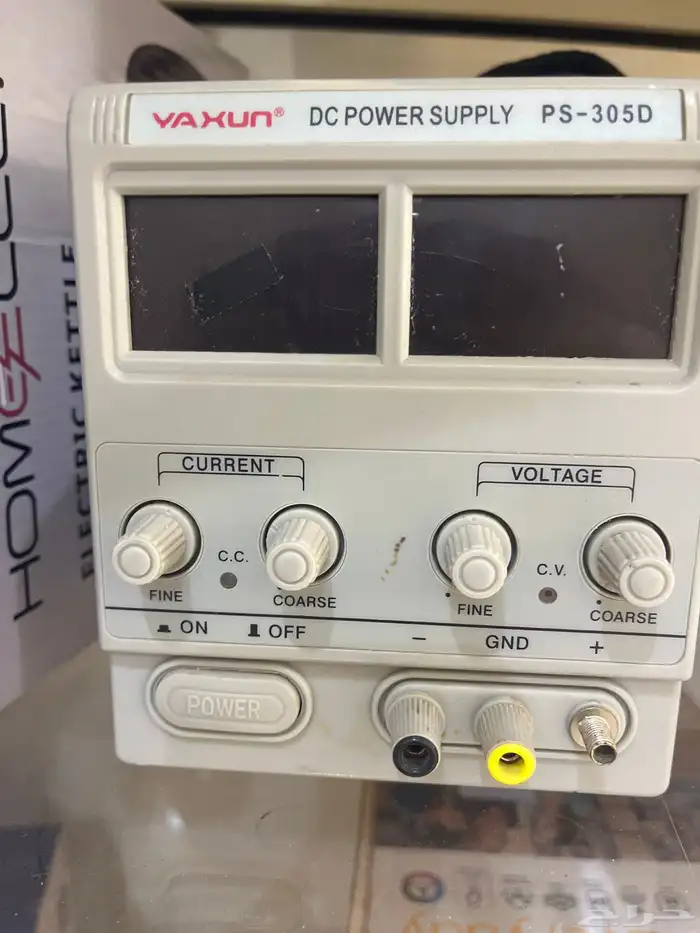 YAXUN® DC POWER SUPPLY PS-305D
CURRENT
VOLTAGE
C.C.
C.V.
FINE
COARSE
FINE
COARSE
ON OFF
− GND +
POWER
HOME
ELECTRIC KETTLE
حراج